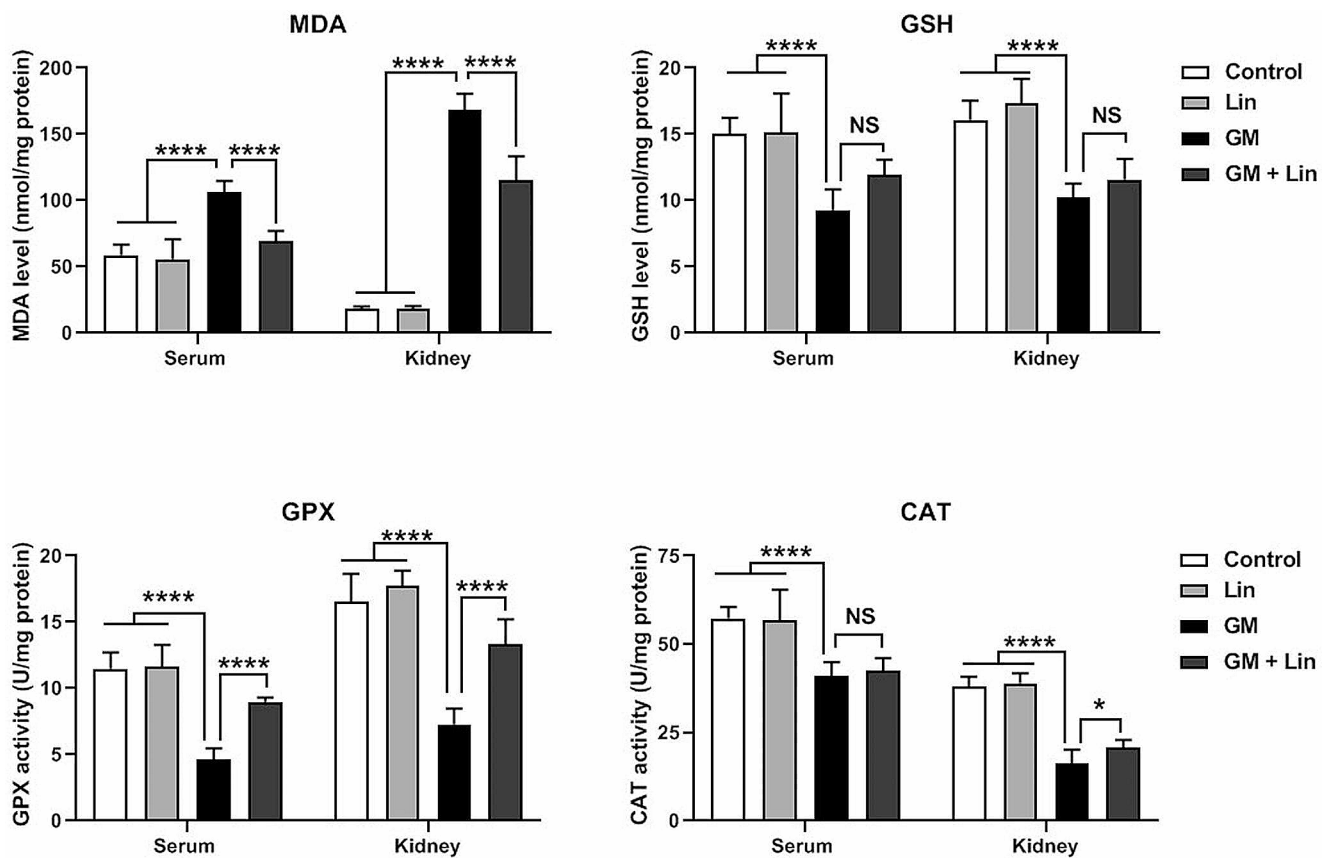 MDA
MDA level (nmol/mg protein)
200
150
100
50
0
****
****
****
****
Serum
Kidney
GSH
GSH level (nmol/mg protein)
20
15
10
5
0
****
NS
****
NS
Serum
Kidney
Control
Lin
GM
GM + Lin
GPX
GPX activity (U/mg protein)
20
15
10
5
0
****
****
****
****
Serum
Kidney
CAT
CAT activity (U/mg protein)
75
50
25
0
****
NS
****
*
Serum
Kidney
Control
Lin
GM
GM + Lin